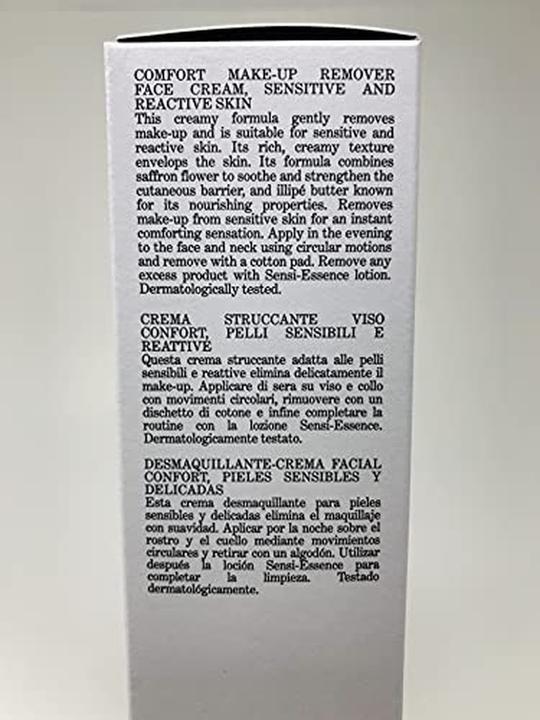 COMFORT MAKE-UP REMOVER
FACE CREAM, SENSITIVE AND
REACTIVE SKIN
This creamy formula gently removes
make-up and is suitable for sensitive and
reactive skin. Its rich, creamy texture
envelops the skin. Its formula combines
saffron flower to soothe and strengthen the
cutaneous barrier, and illipé butter known
for its nourishing properties. Removes
make-up from sensitive skin for an instant
comforting sensation. Apply in the evening
to the face and neck using circular motions
and remove with a cotton pad. Remove any
excess product with Sensi-Essence lotion.
Dermatologically tested.
CREMA STRUCCANTE VISO
CONFORT, PELLI SENSIBILI E
REATTIVE
Questa crema struccante adatta alle pelli
sensibili e reattive elimina delicatamente il
make-up. Applicare di sera su viso e collo
con movimenti circolari, rimuovere con un
dischetto di cotone e infine completare la
routine con la lozione Sensi-Essence.
Dermatologicamente testato.
DESMAQUILLANTE-CREMA FACIAL
CONFORT, PIELES SENSIBLES Y
DELICADAS
Esta crema desmaquillante para pieles
sensibles y delicadas elimina el maquillaje
con suavidad. Aplicar por la noche sobre el
rostro y el cuello mediante movimientos
circulares y retirar con un algodón. Utilizar
después la loción Sensi-Essence para
completar la limpieza. Testado
dermatológicamente.